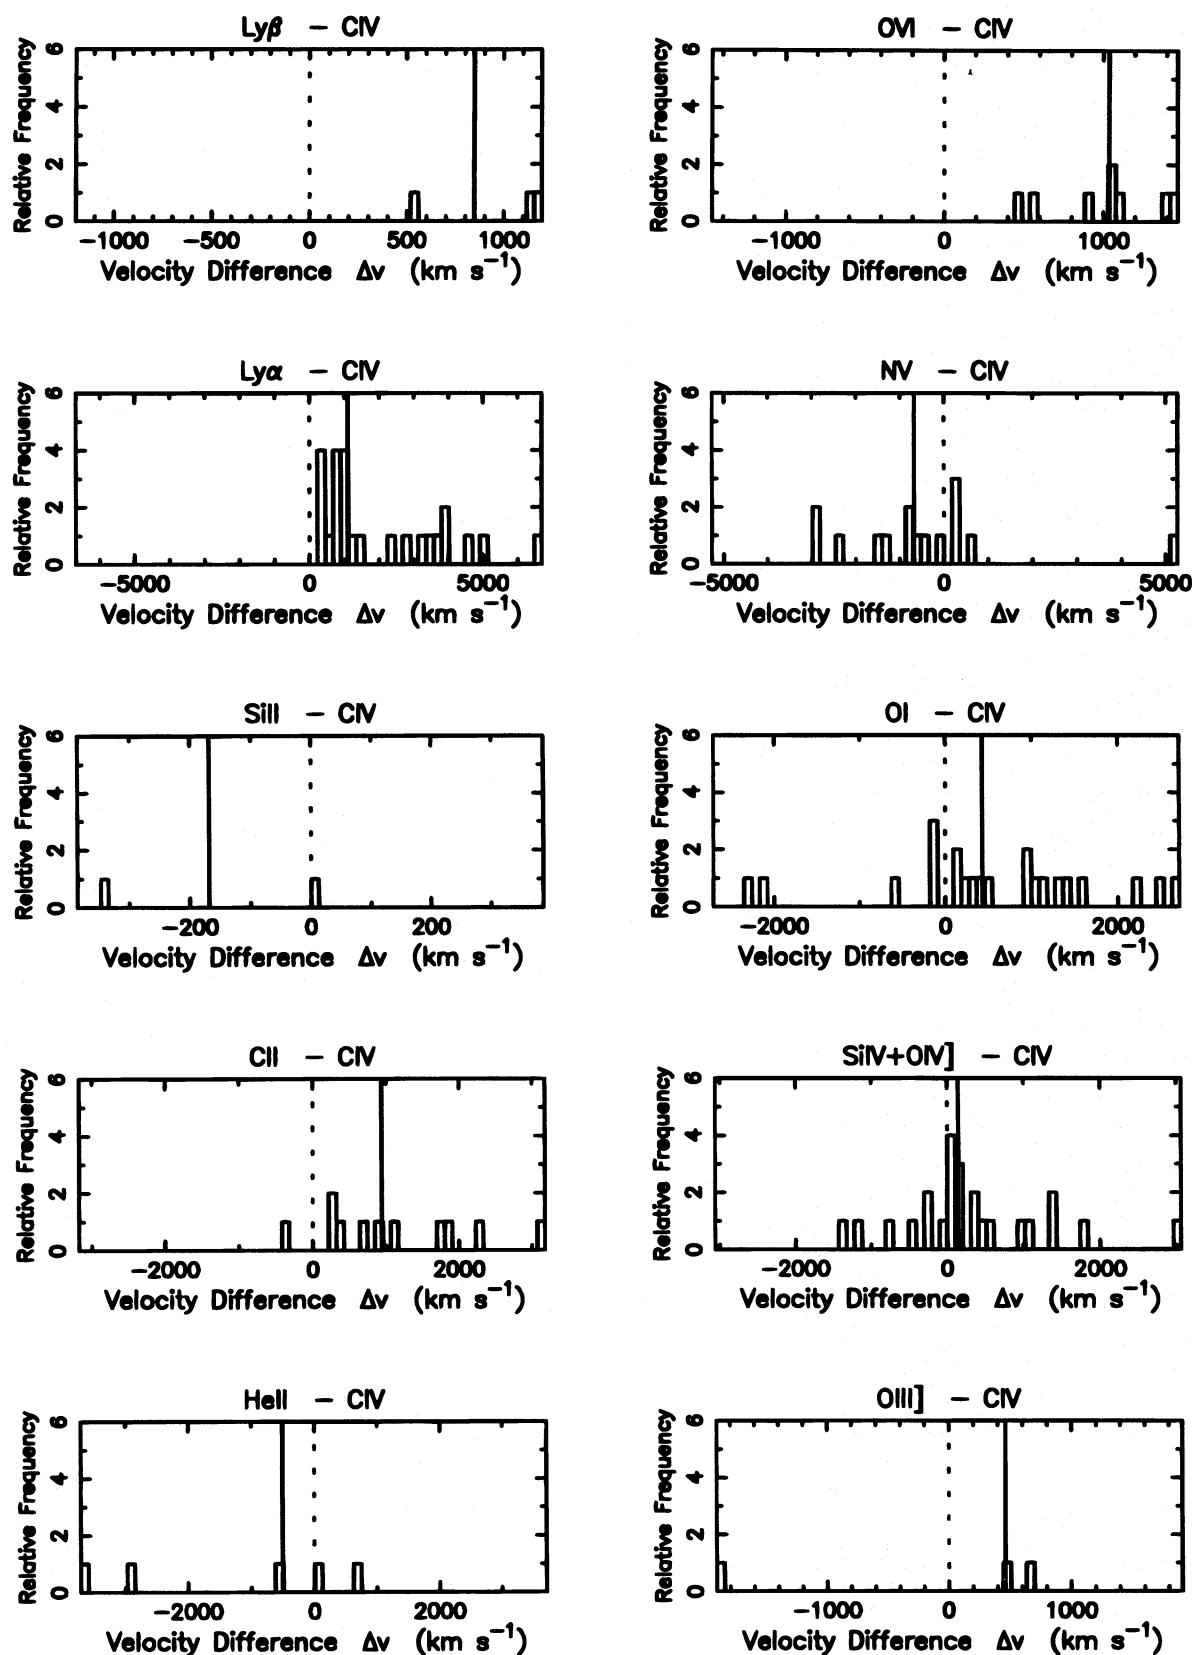 Lyβ – CIV
Relative Frequency
0 2 4 6
−1000 −500 0 500 1000
Velocity Difference Δv (km s⁻¹)
OVI – CIV
Relative Frequency
0 2 4 6
−1000 0 1000
Velocity Difference Δv (km s⁻¹)
Lyα – CIV
Relative Frequency
0 2 4 6
−5000 0 5000
Velocity Difference Δv (km s⁻¹)
NV – CIV
Relative Frequency
0 2 4 6
−5000 0 5000
Velocity Difference Δv (km s⁻¹)
SiII – CIV
Relative Frequency
0 2 4 6
−200 0 200
Velocity Difference Δv (km s⁻¹)
OI – CIV
Relative Frequency
0 2 4 6
−2000 0 2000
Velocity Difference Δv (km s⁻¹)
CII – CIV
Relative Frequency
0 2 4 6
−2000 0 2000
Velocity Difference Δv (km s⁻¹)
SiIV+OIV] – CIV
Relative Frequency
0 2 4 6
−2000 0 2000
Velocity Difference Δv (km s⁻¹)
HeII – CIV
Relative Frequency
0 2 4 6
−2000 0 2000
Velocity Difference Δv (km s⁻¹)
OIII] – CIV
Relative Frequency
0 2 4 6
−1000 0 1000
Velocity Difference Δv (km s⁻¹)